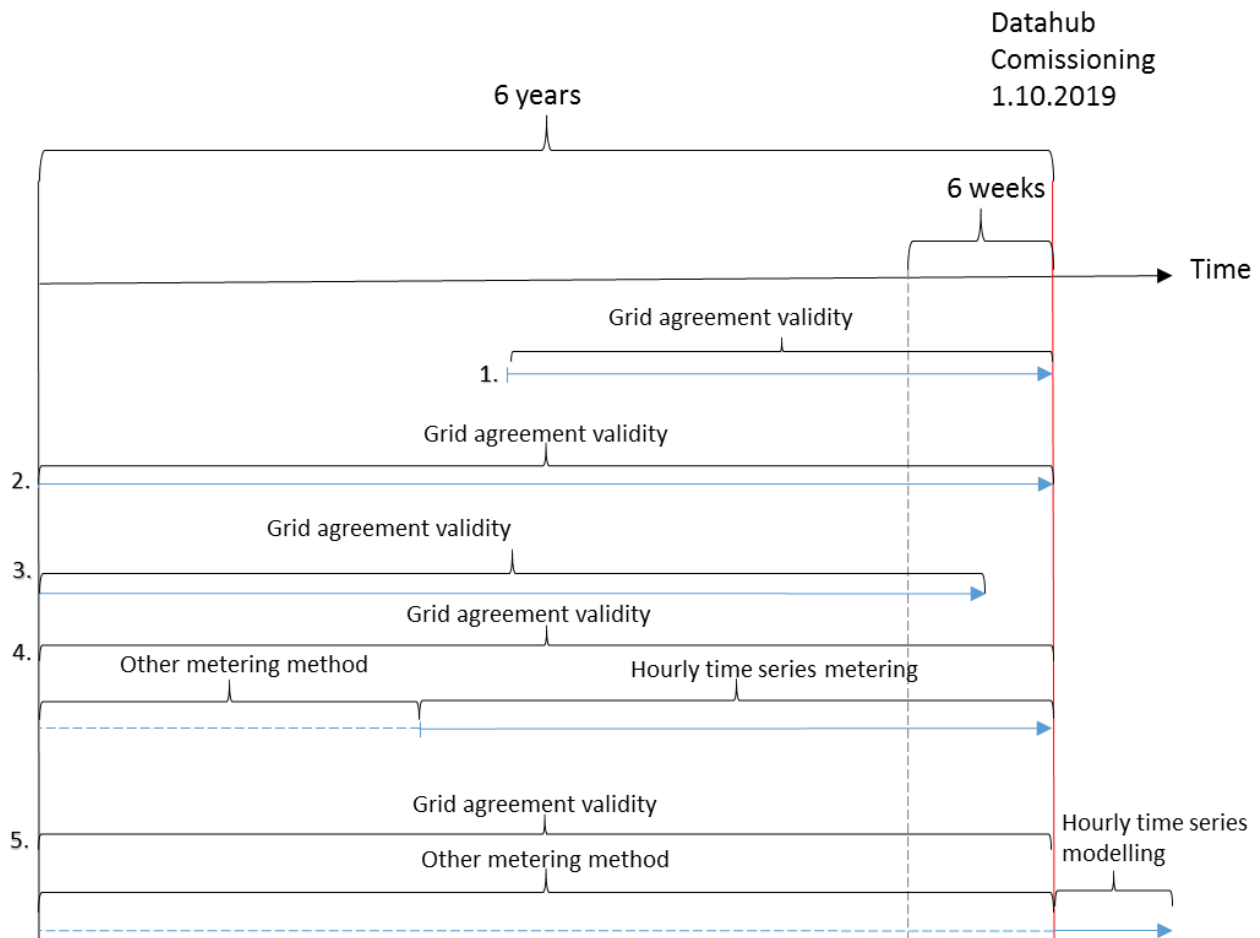 Datahub
Comissioning
1.10.2019
6 years
6 weeks
Time
Grid agreement validity
1.
Grid agreement validity
2.
Grid agreement validity
3.
Grid agreement validity
4.
Other metering method
Hourly time series metering
Grid agreement validity
5.
Hourly time series
modelling
Other metering method